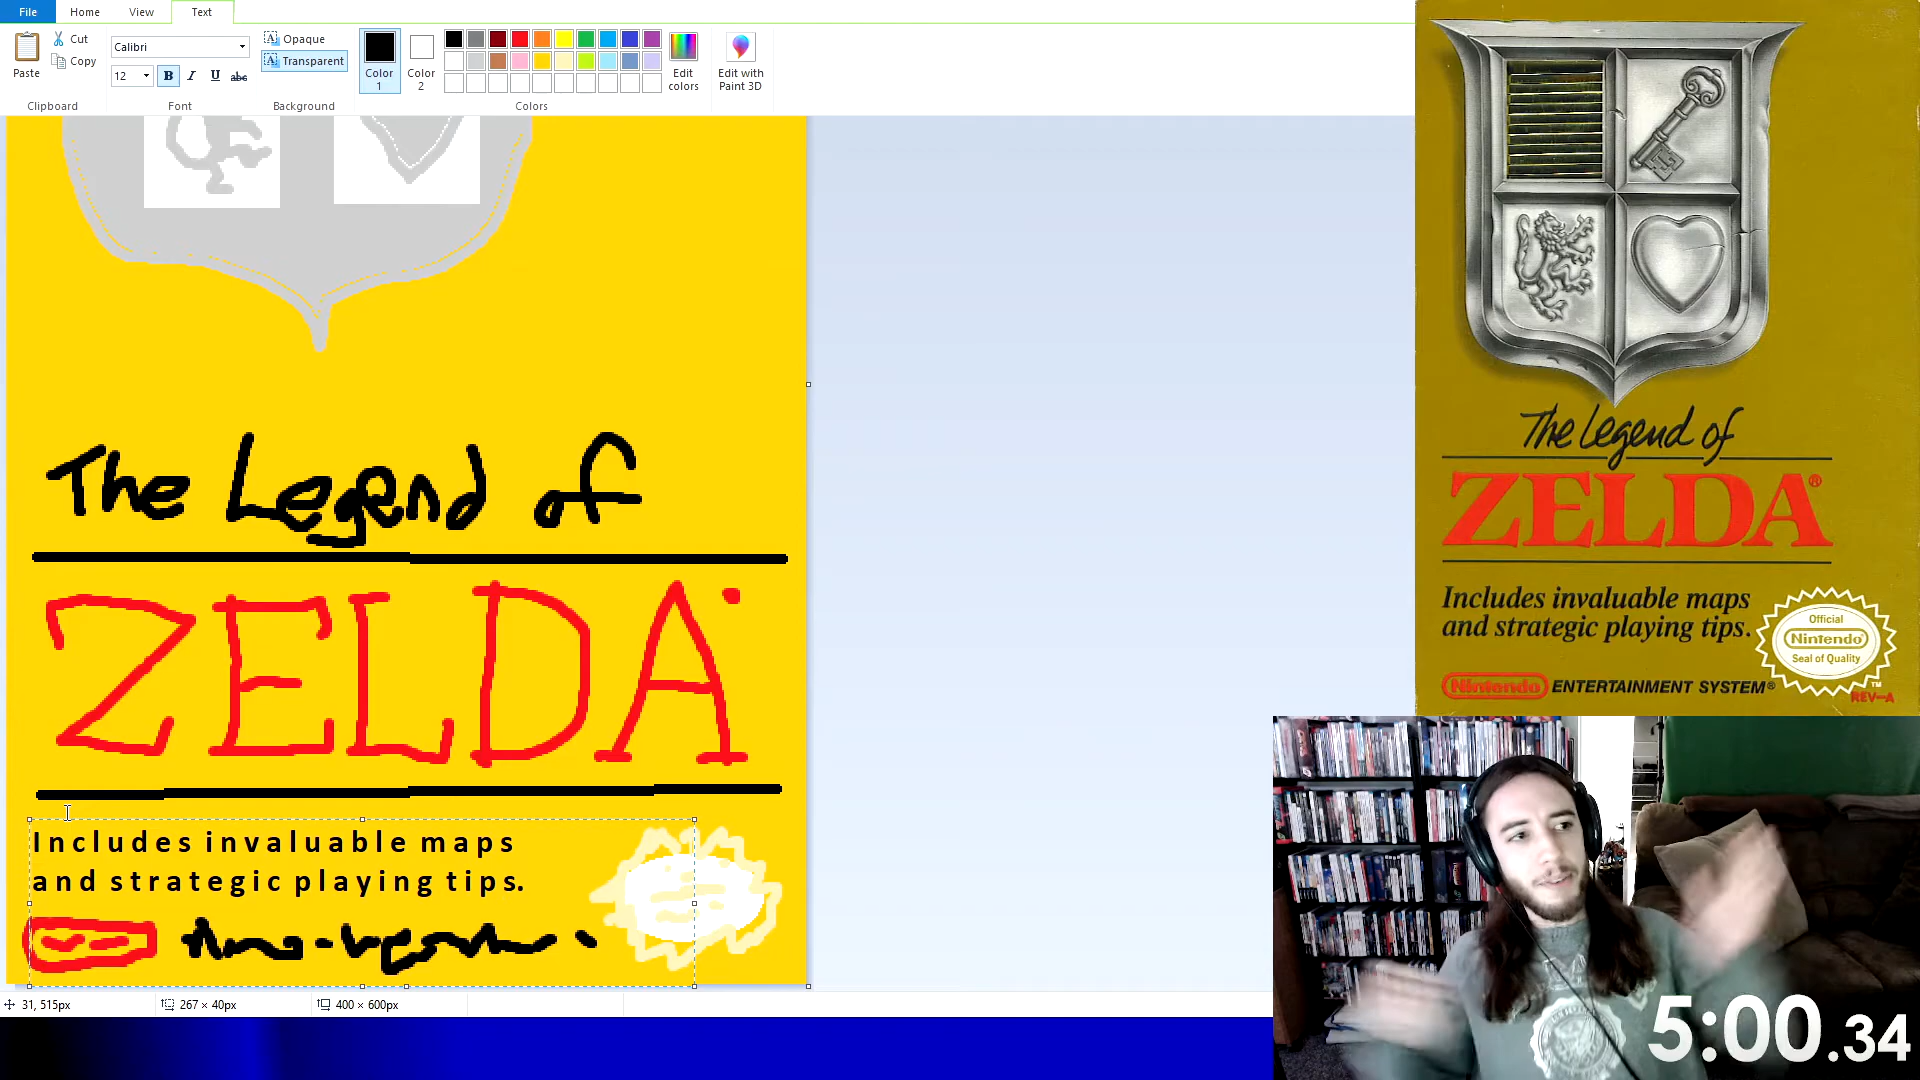 File Home View Text
Paste
Cut
Copy
Clipboard
Calibri
12
B I U abc
Font
Opaque
Transparent
Background
Color 1
Color 2
Edit colors
Colors
Edit with Paint 3D
The Legend of
ZELDA
Includes invaluable maps
and strategic playing tips.
31, 515px
267 × 40px
400 × 600px
The Legend of
ZELDA®
Includes invaluable maps
and strategic playing tips.
Official
Nintendo
Seal of Quality
TM
Nintendo ENTERTAINMENT SYSTEM®
REV-A
5:00.34